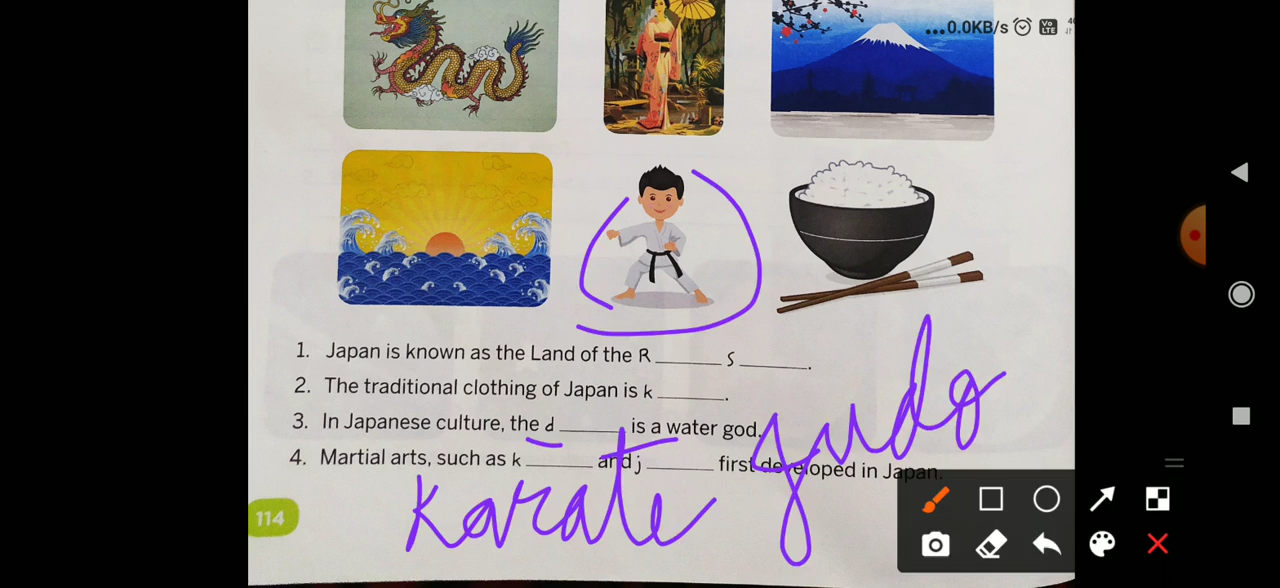 ...0.0KB/s Vo LTE
1. Japan is known as the Land of the R ______ S ______.
2. The traditional clothing of Japan is k ______.
3. In Japanese culture, the d ______ is a water god.
4. Martial arts, such as k ______ and j ______ first developed in Japan.
karate judo
114